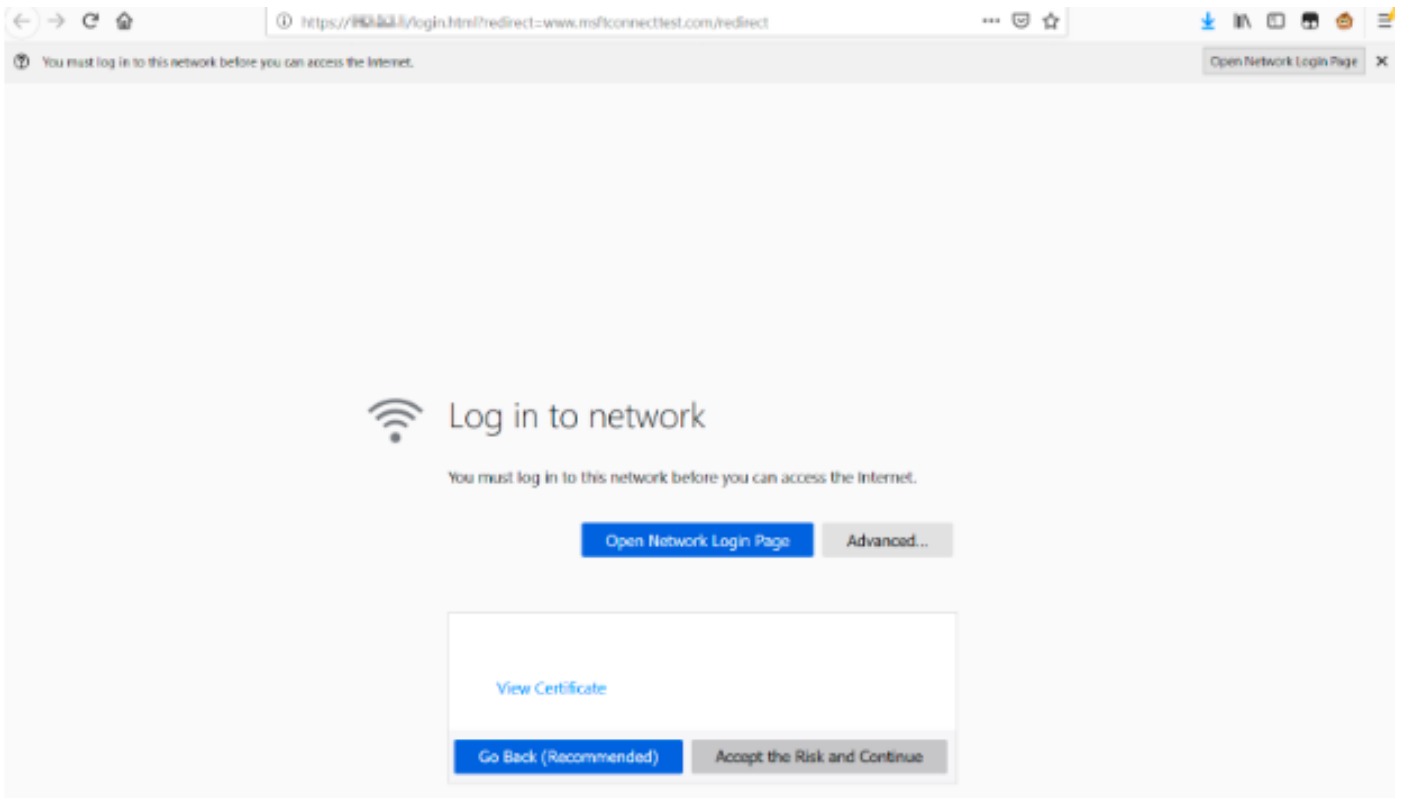 https:// /login.html?redirect=www.msftconnecttest.com/redirect
You must log in to this network before you can access the Internet.
Open Network Login Page
Log in to network
You must log in to this network before you can access the Internet.
Open Network Login Page
Advanced...
View Certificate
Go Back (Recommended)
Accept the Risk and Continue